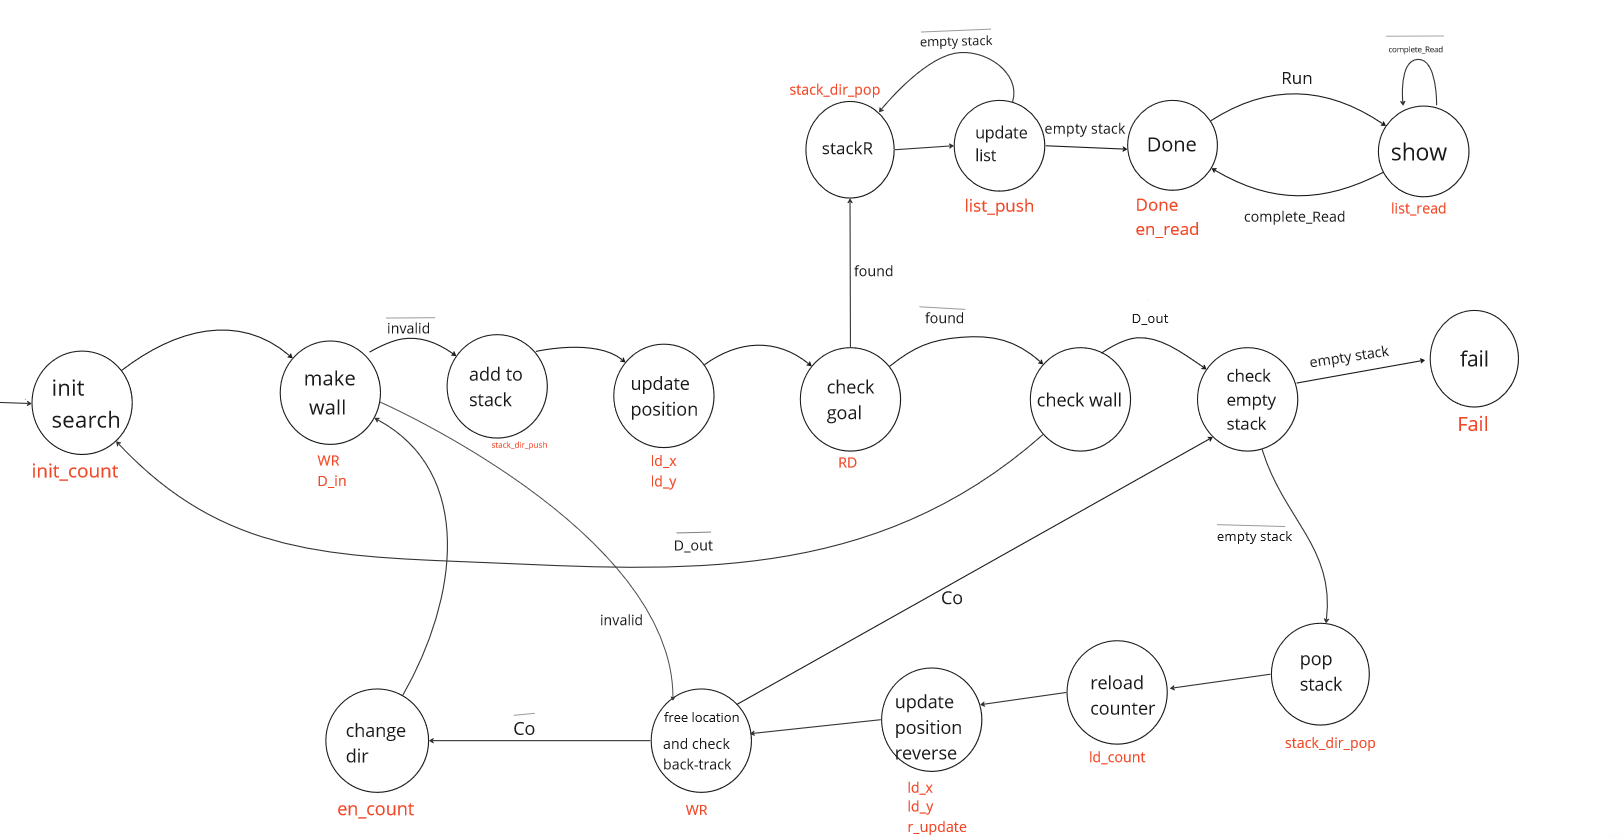 empty stack
complete_Read
Run
stack_dir_pop
stackR
update
list
empty stack
Done
show
list_push
Done
en_read
complete_Read
list_read
found
invalid
found
D_out
empty stack
fail
Fail
init
search
init_count
make
wall
WR
D_in
add to
stack
stack_dir_push
update
position
ld_x
ld_y
check
goal
RD
check wall
check
empty
stack
D_out
empty stack
invalid
Co
pop
stack
stack_dir_pop
reload
counter
ld_count
update
position
reverse
ld_x
ld_y
r_update
free location
and check
back-track
WR
Co
change
dir
en_count